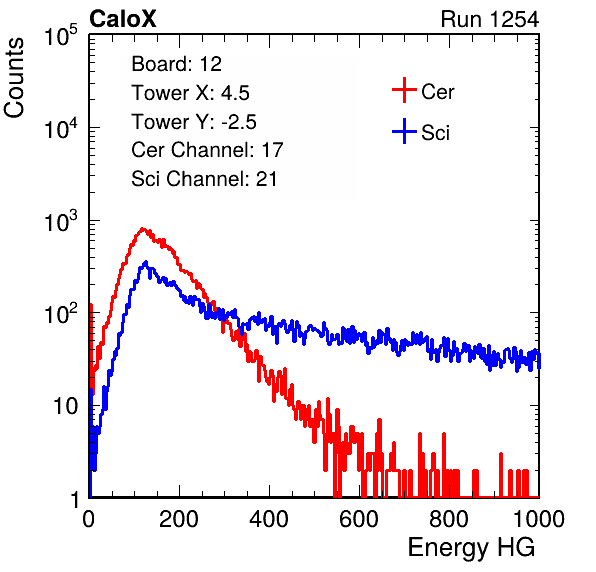 CaloX Run 1254
Counts
Board: 12
Tower X: 4.5
Tower Y: -2.5
Cer Channel: 17
Sci Channel: 21
Cer
Sci
10^5
10^4
10^3
10^2
10
1
0 200 400 600 800 1000
Energy HG